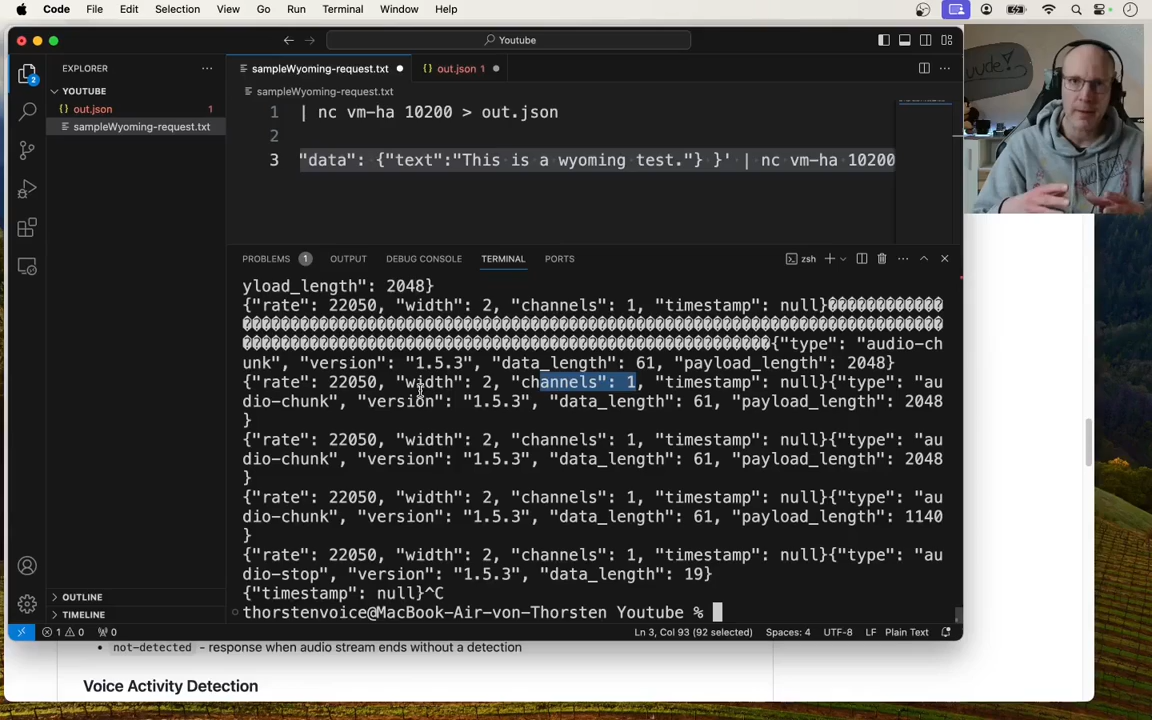 Code File Edit Selection View Go Run Terminal Window Help
Youtube
EXPLORER
sampleWyoming-request.txt
out.json 1
YOUTUBE
out.json 1
sampleWyoming-request.txt
sampleWyoming-request.txt
1 | nc vm-ha 10200 > out.json
2
3 "data": {"text":"This is a wyoming test."} }' | nc vm-ha 10200
PROBLEMS 1 OUTPUT DEBUG CONSOLE TERMINAL PORTS
zsh
yload_length": 2048}
{"rate": 22050, "width": 2, "channels": 1, "timestamp": null}
{"type": "audio-ch
unk", "version": "1.5.3", "data_length": 61, "payload_length": 2048}
{"rate": 22050, "width": 2, "channels": 1, "timestamp": null}{"type": "au
dio-chunk", "version": "1.5.3", "data_length": 61, "payload_length": 2048
}
{"rate": 22050, "width": 2, "channels": 1, "timestamp": null}{"type": "au
dio-chunk", "version": "1.5.3", "data_length": 61, "payload_length": 2048
}
{"rate": 22050, "width": 2, "channels": 1, "timestamp": null}{"type": "au
dio-chunk", "version": "1.5.3", "data_length": 61, "payload_length": 1140
}
{"rate": 22050, "width": 2, "channels": 1, "timestamp": null}{"type": "au
dio-stop", "version": "1.5.3", "data_length": 19}
{"timestamp": null}^C
thorstenvoice@MacBook-Air-von-Thorsten Youtube %
OUTLINE
TIMELINE
2
1 0 0
Ln 3, Col 93 (92 selected) Spaces: 4 UTF-8 LF Plain Text
not-detected - response when audio stream ends without a detection
Voice Activity Detection